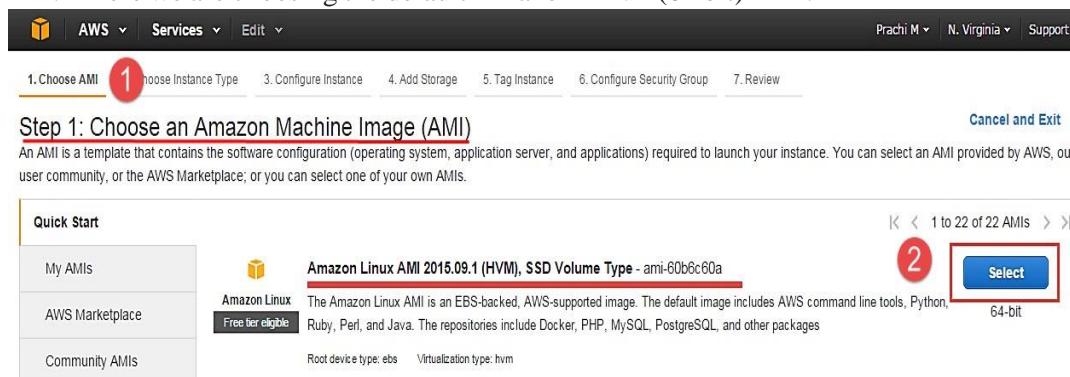 AWS Services Edit Prachi M N. Virginia Support
1. Choose AMI 1 hoose Instance Type 3. Configure Instance 4. Add Storage 5. Tag Instance 6. Configure Security Group 7. Review
Step 1: Choose an Amazon Machine Image (AMI) Cancel and Exit
An AMI is a template that contains the software configuration (operating system, application server, and applications) required to launch your instance. You can select an AMI provided by AWS, ou
user community, or the AWS Marketplace; or you can select one of your own AMIs.
Quick Start
1 to 22 of 22 AMIs
My AMIs
AWS Marketplace
Community AMIs
Amazon Linux
Free tier eligible
Amazon Linux AMI 2015.09.1 (HVM), SSD Volume Type - ami-60b6c60a
The Amazon Linux AMI is an EBS-backed, AWS-supported image. The default image includes AWS command line tools, Python,
Ruby, Perl, and Java. The repositories include Docker, PHP, MySQL, PostgreSQL, and other packages
Root device type: ebs Virtualization type: hvm
2
Select
64-bit